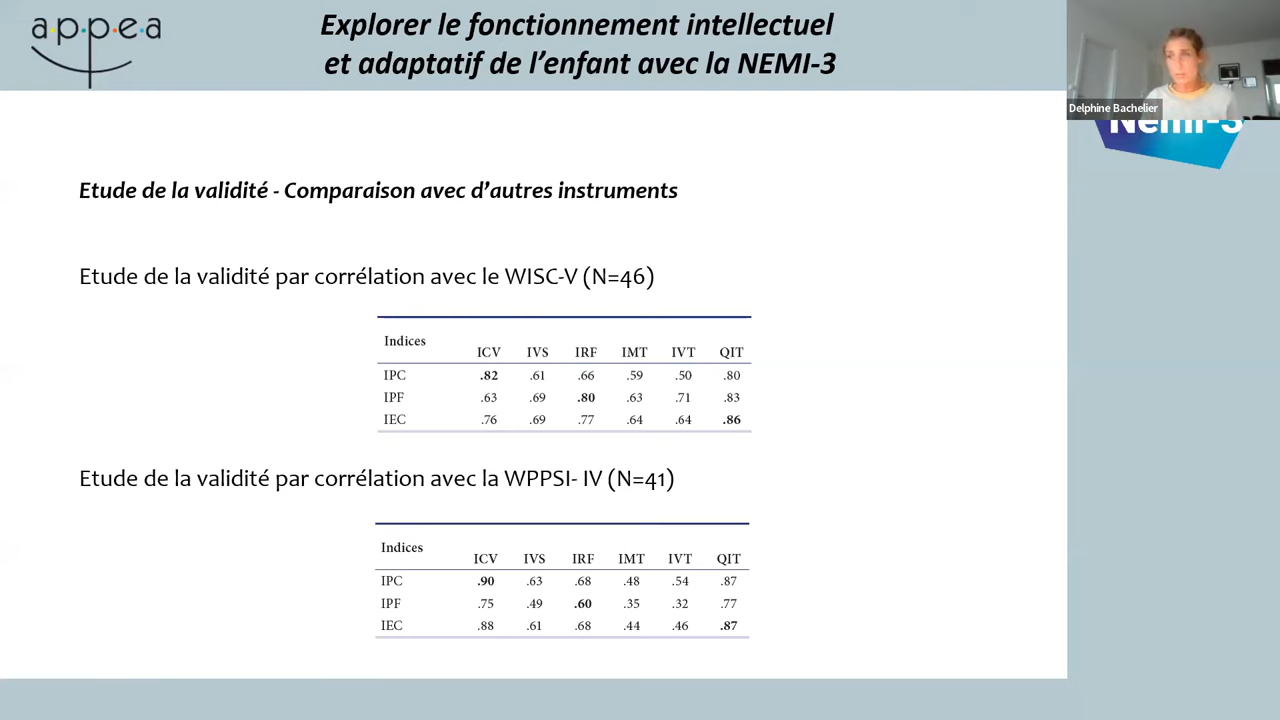 a·p·p·e·a
Explorer le fonctionnement intellectuel
et adaptatif de l'enfant avec la NEMI-3
Delphine Bachelier
Nemi-3
Etude de la validité - Comparaison avec d'autres instruments
Etude de la validité par corrélation avec le WISC-V (N=46)
Indices
ICV IVS IRF IMT IVT QIT
IPC .82 .61 .66 .59 .50 .80
IPF .63 .69 .80 .63 .71 .83
IEC .76 .69 .77 .64 .64 .86
Etude de la validité par corrélation avec la WPPSI- IV (N=41)
Indices
ICV IVS IRF IMT IVT QIT
IPC .90 .63 .68 .48 .54 .87
IPF .75 .49 .60 .35 .32 .77
IEC .88 .61 .68 .44 .46 .87